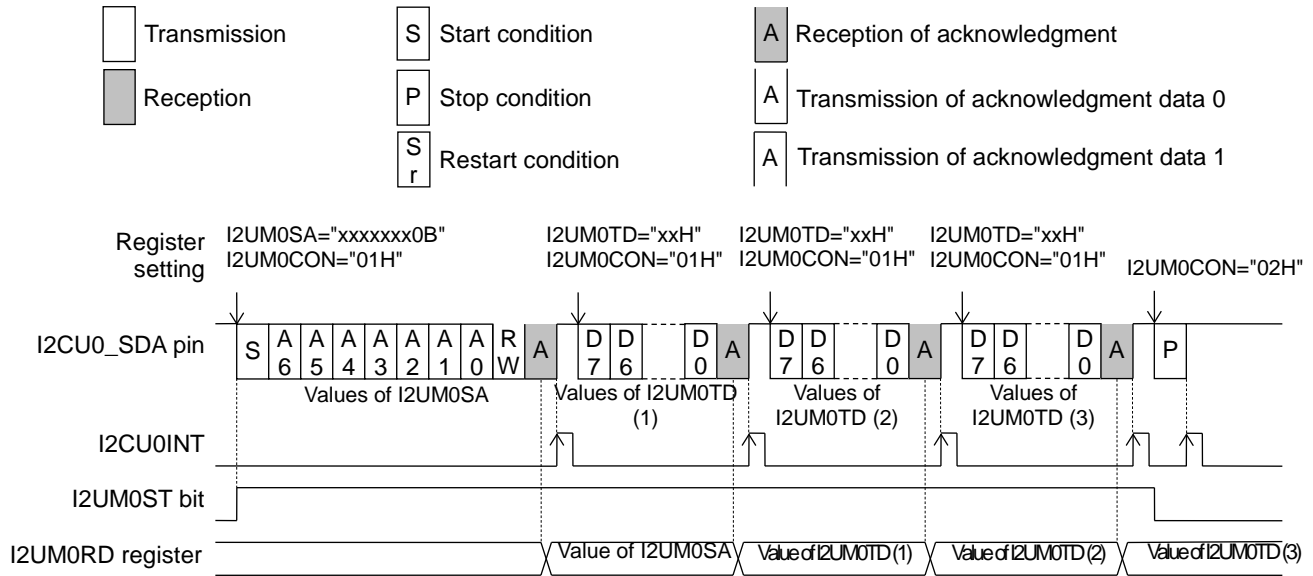 Transmission
S Start condition
A Reception of acknowledgment
Reception
P Stop condition
A Transmission of acknowledgment data 0
S
r Restart condition
A Transmission of acknowledgment data 1
Register
setting
I2UM0SA="xxxxxxx0B"
I2UM0CON="01H"
I2UM0TD="xxH"
I2UM0CON="01H"
I2UM0TD="xxH"
I2UM0CON="01H"
I2UM0TD="xxH"
I2UM0CON="01H"
I2UM0CON="02H"
I2CU0_SDA pin
S A6 A5 A4 A3 A2 A1 A0 RW A D7 D6 D0 A D7 D6 D0 A D7 D6 D0 A P
Values of I2UM0SA
Values of I2UM0TD
(1)
Values of
I2UM0TD (2)
Values of
I2UM0TD (3)
I2CU0INT
I2UM0ST bit
I2UM0RD register
Value of I2UM0SA
Value of I2UM0TD (1)
Value of I2UM0TD (2)
Value of I2UM0TD (3)